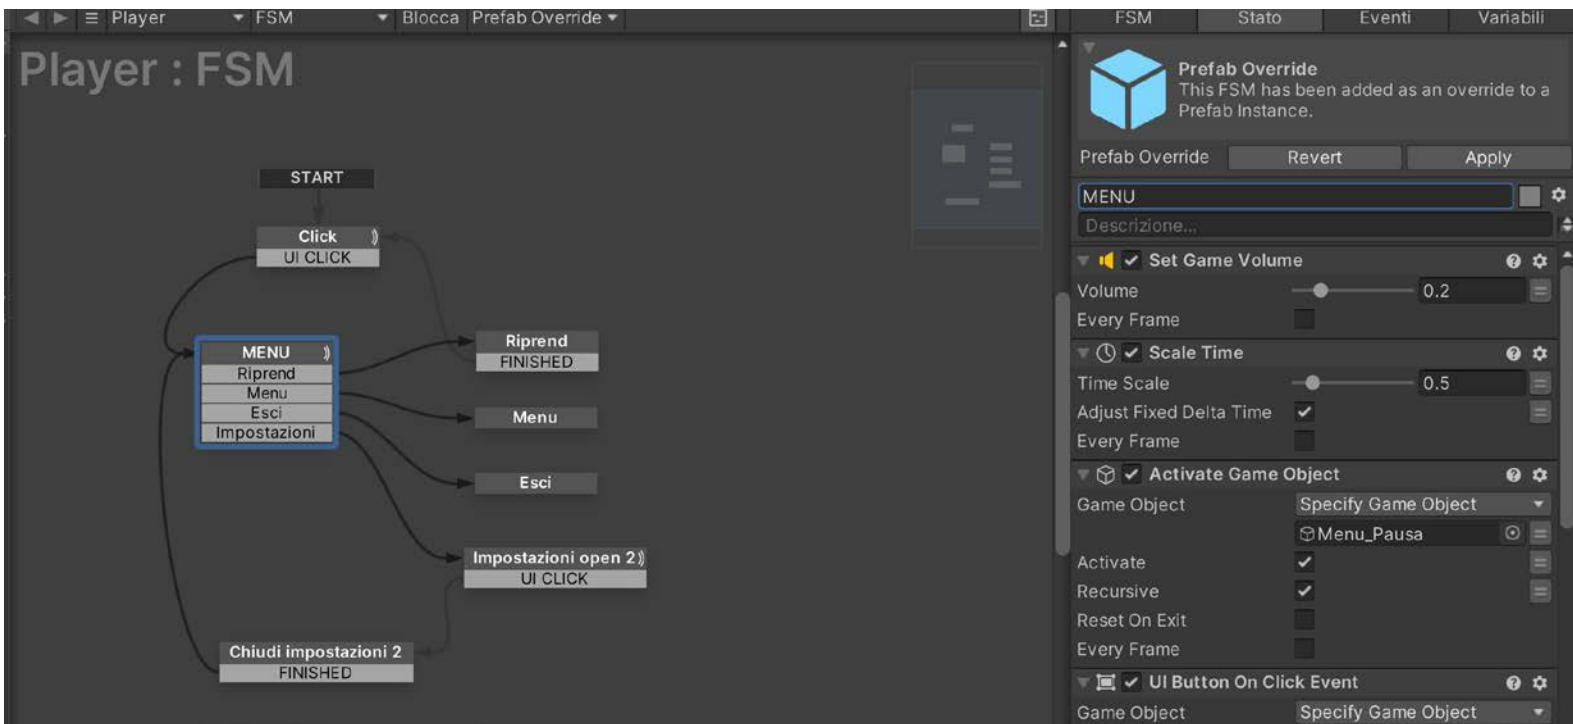 Player
FSM
Blocca
Prefab Override
FSM
Stato
Eventi
Variabili
Player : FSM
START
Click
UI CLICK
MENU
Riprend
Menu
Esci
Impostazioni
Riprend
FINISHED
Menu
Esci
Impostazioni open 2
UI CLICK
Chiudi impostazioni 2
FINISHED
Prefab Override
This FSM has been added as an override to a
Prefab Instance.
Prefab Override
Revert
Apply
MENU
Descrizione...
Set Game Volume
Volume
0.2
Every Frame
Scale Time
Time Scale
0.5
Adjust Fixed Delta Time
Every Frame
Activate Game Object
Game Object
Specify Game Object
Menu_Pausa
Activate
Recursive
Reset On Exit
Every Frame
UI Button On Click Event
Game Object
Specify Game Object